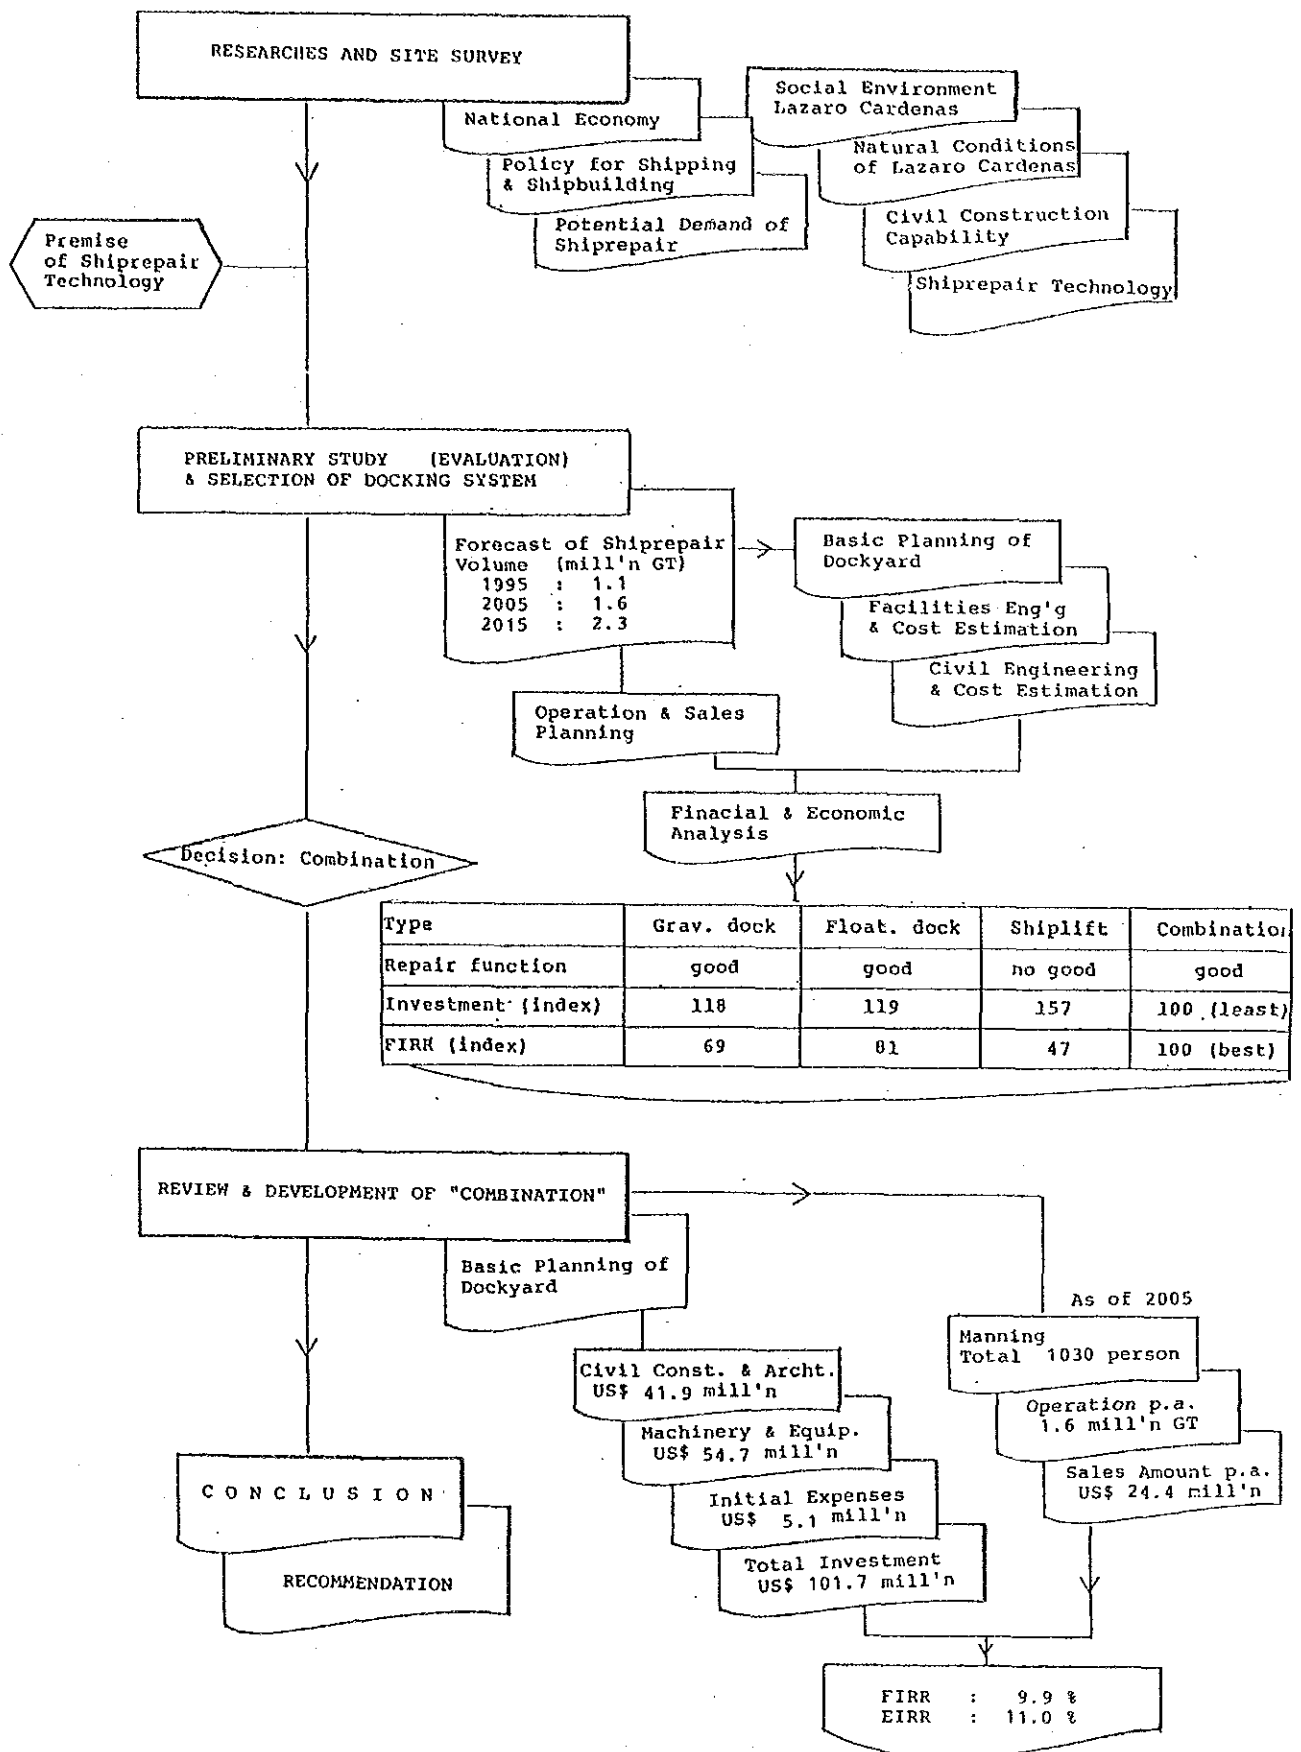 RESEARCHES AND SITE SURVEY
National Economy
Policy for Shipping
& Shipbuilding
Potential Demand of
Shiprepair
Social Environment
Lazaro Cardenas
Natural Conditions
of Lazaro Cardenas
Civil Construction
Capability
Shiprepair Technology
Premise
of Shiprepair
Technology
PRELIMINARY STUDY (EVALUATION)
& SELECTION OF DOCKING SYSTEM
Forecast of Shiprepair
Volume (mill'n GT)
1995 : 1.1
2005 : 1.6
2015 : 2.3
Basic Planning of
Dockyard
Facilities Eng'g
& Cost Estimation
Civil Engineering
& Cost Estimation
Operation & Sales
Planning
Finacial & Economic
Analysis
Decision: Combination
Type Grav. dock Float. dock Shiplift Combination
Repair function good good no good good
Investment (index) 118 119 157 100 (least)
FIRR (index) 69 81 47 100 (best)
REVIEW & DEVELOPMENT OF "COMBINATION"
Basic Planning of
Dockyard
Civil Const. & Archt.
US$ 41.9 mill'n
Machinery & Equip.
US$ 54.7 mill'n
Initial Expenses
US$ 5.1 mill'n
Total Investment
US$ 101.7 mill'n
As of 2005
Manning
Total 1030 person
Operation p.a.
1.6 mill'n GT
Sales Amount p.a.
US$ 24.4 mill'n
CONCLUSION
RECOMMENDATION
FIRR : 9.9 %
EIRR : 11.0 %